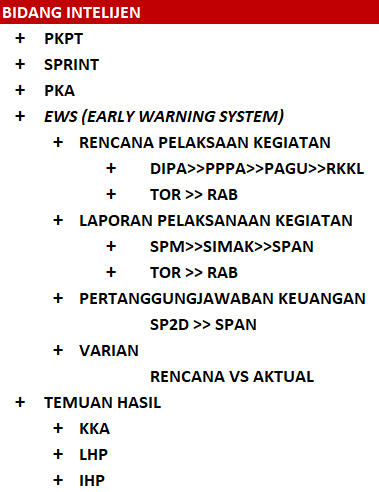 BIDANG INTELIJEN
+ PKPT
+ SPRINT
+ PKA
+ EWS (EARLY WARNING SYSTEM)
+ RENCANA PELAKSAAN KEGIATAN
+ DIPA>>PPPA>>PAGU>>RKKL
+ TOR >> RAB
+ LAPORAN PELAKSANAAN KEGIATAN
+ SPM>>SIMAK>>SPAN
+ TOR >> RAB
+ PERTANGGUNGJAWABAN KEUANGAN
SP2D >> SPAN
+ VARIAN
RENCANA VS AKTUAL
+ TEMUAN HASIL
+ KKA
+ LHP
+ IHP